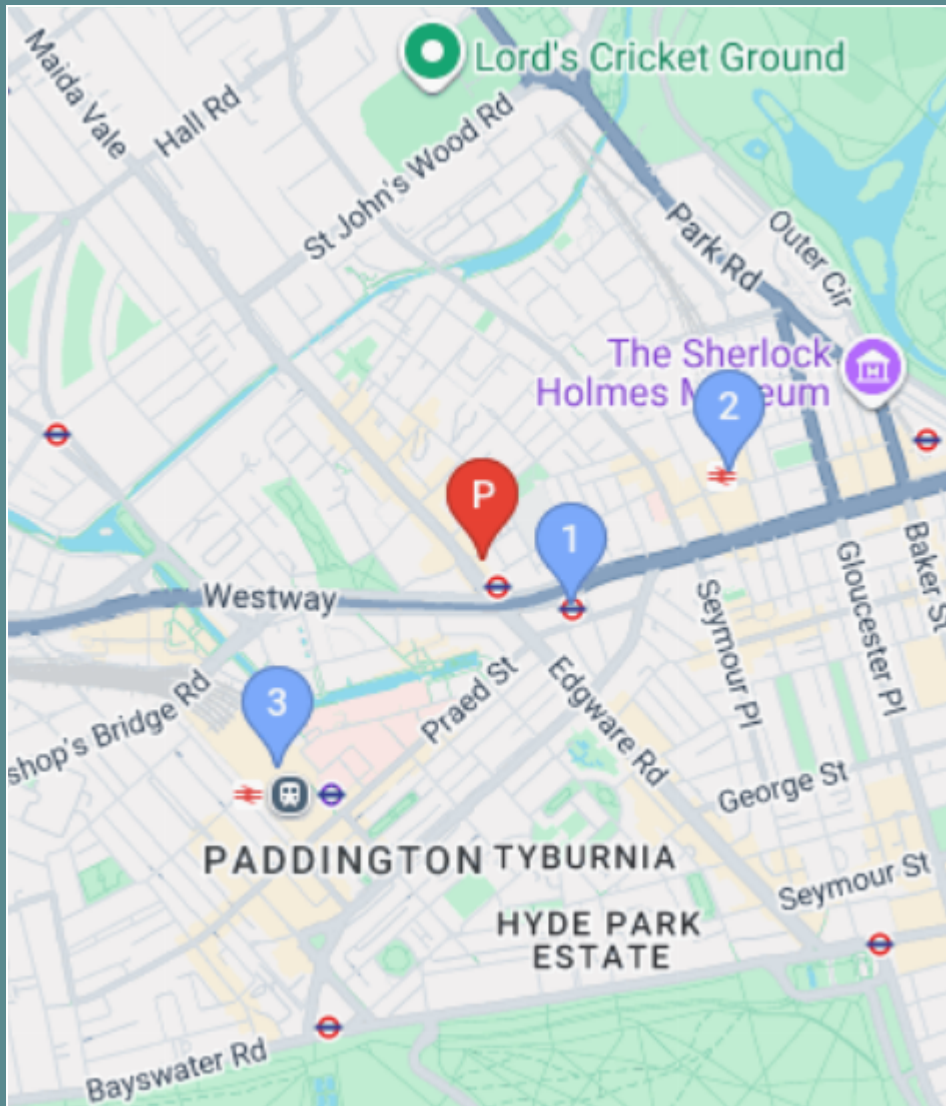 Lord's Cricket Ground
Maida Vale
Hall Rd
St John's Wood Rd
Park Rd
Outer Cir
The Sherlock
Holmes M eum
2
P
1
Westway
Gloucester Pl
Baker St
Seymour Pl
shop's Bridge Rd
3
Praed St
Edgware Rd
George St
PADDINGTON
TYBURNIA
Seymour St
HYDE PARK
ESTATE
Bayswater Rd